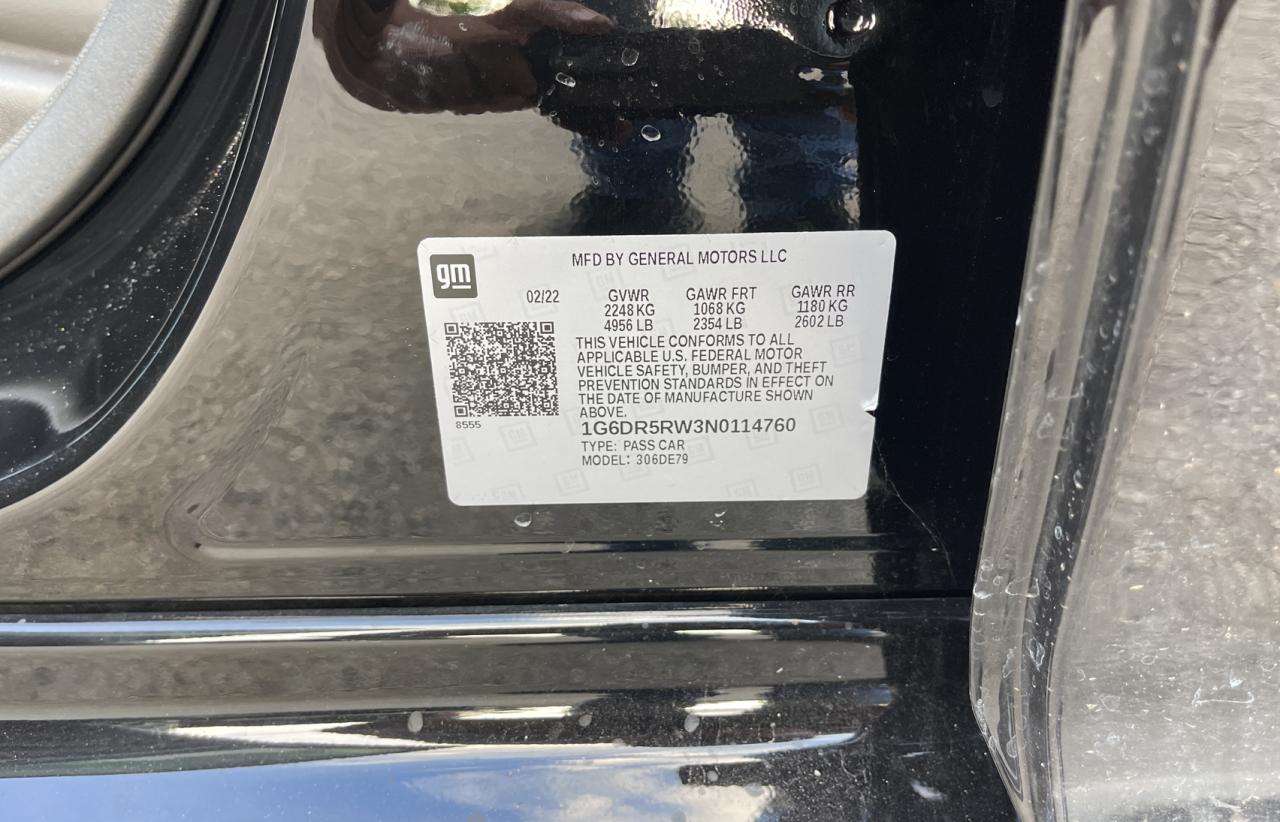 gm
MFD BY GENERAL MOTORS LLC
02/22 GVWR GAWR FRT GAWR RR
2248 KG 1068 KG 1180 KG
4956 LB 2354 LB 2602 LB
THIS VEHICLE CONFORMS TO ALL
APPLICABLE U.S. FEDERAL MOTOR
VEHICLE SAFETY, BUMPER, AND THEFT
PREVENTION STANDARDS IN EFFECT ON
THE DATE OF MANUFACTURE SHOWN
ABOVE.
8555
1G6DR5RW3N0114760
TYPE: PASS CAR
MODEL: 306DE79